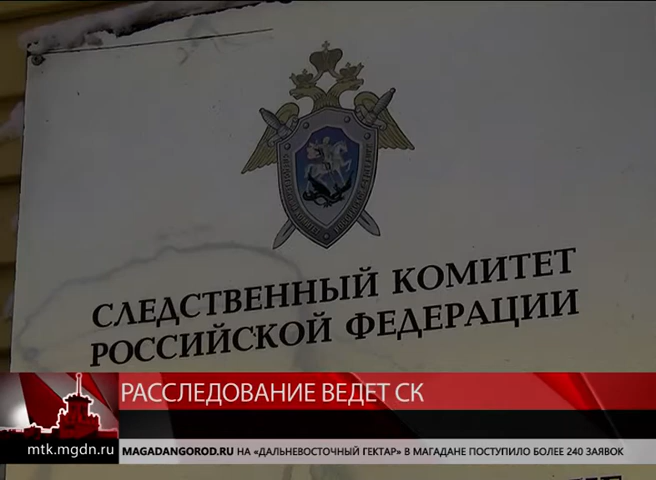 СЛЕДСТВЕННЫЙ КОМИТЕТ
РОССИЙСКОЙ ФЕДЕРАЦИИ
РАССЛЕДОВАНИЕ ВЕДЕТ СК
mtk.mgdn.ru
MAGADANGOROD.RU НА «ДАЛЬНЕВОСТОЧНЫЙ ГЕКТАР» В МАГАДАНЕ ПОСТУПИЛО БОЛЕЕ 240 ЗАЯВОК